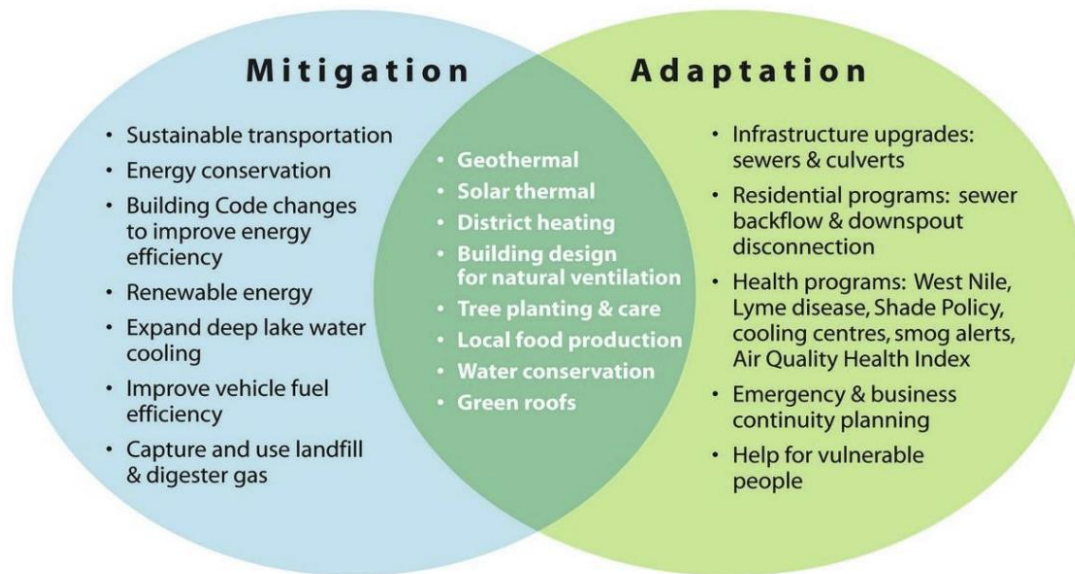 Mitigation
• Sustainable transportation
• Energy conservation
• Building Code changes
to improve energy
efficiency
• Renewable energy
• Expand deep lake water
cooling
• Improve vehicle fuel
efficiency
• Capture and use landfill
& digester gas
• Geothermal
• Solar thermal
• District heating
• Building design
for natural ventilation
• Tree planting & care
• Local food production
• Water conservation
• Green roofs
Adaptation
• Infrastructure upgrades:
sewers & culverts
• Residential programs: sewer
backflow & downspout
disconnection
• Health programs: West Nile,
Lyme disease, Shade Policy,
cooling centres, smog alerts,
Air Quality Health Index
• Emergency & business
continuity planning
• Help for vulnerable
people